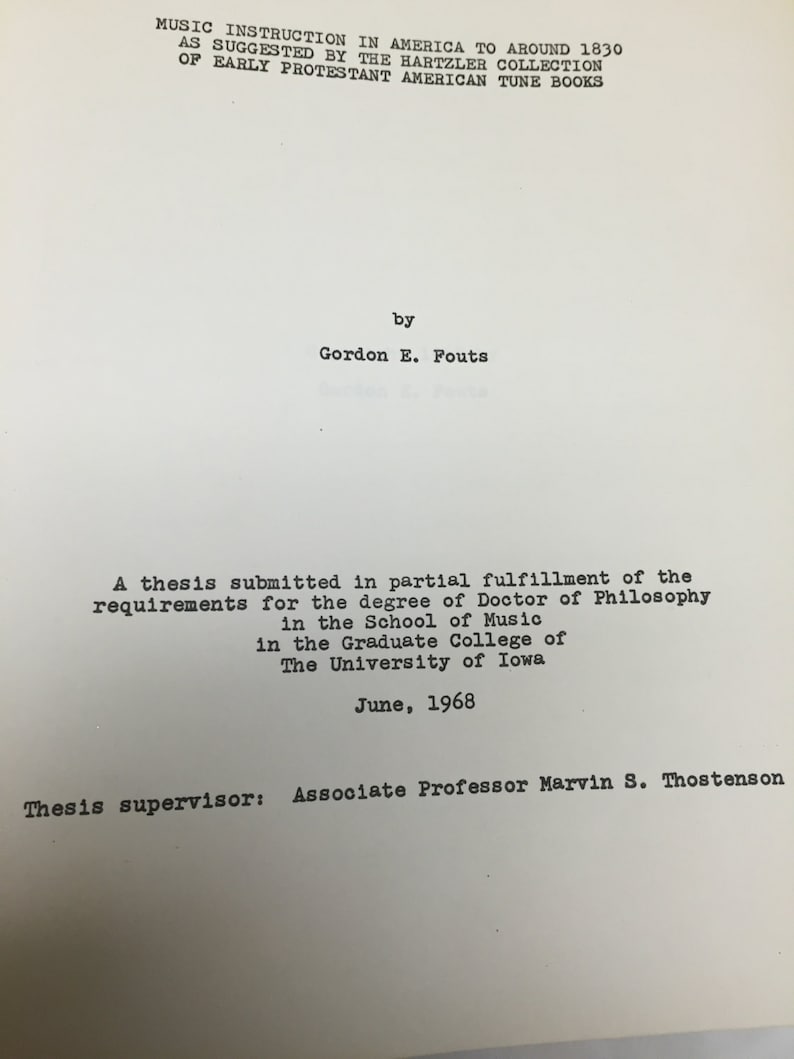 MUSIC INSTRUCTION IN AMERICA TO AROUND 1830
AS SUGGESTED BY THE HARTZLER COLLECTION
OF EARLY PROTESTANT AMERICAN TUNE BOOKS
by
Gordon E. Fouts
A thesis submitted in partial fulfillment of the
requirements for the degree of Doctor of Philosophy
in the School of Music
in the Graduate College of
The University of Iowa
June, 1968
Thesis supervisor: Associate Professor Marvin S. Thostenson